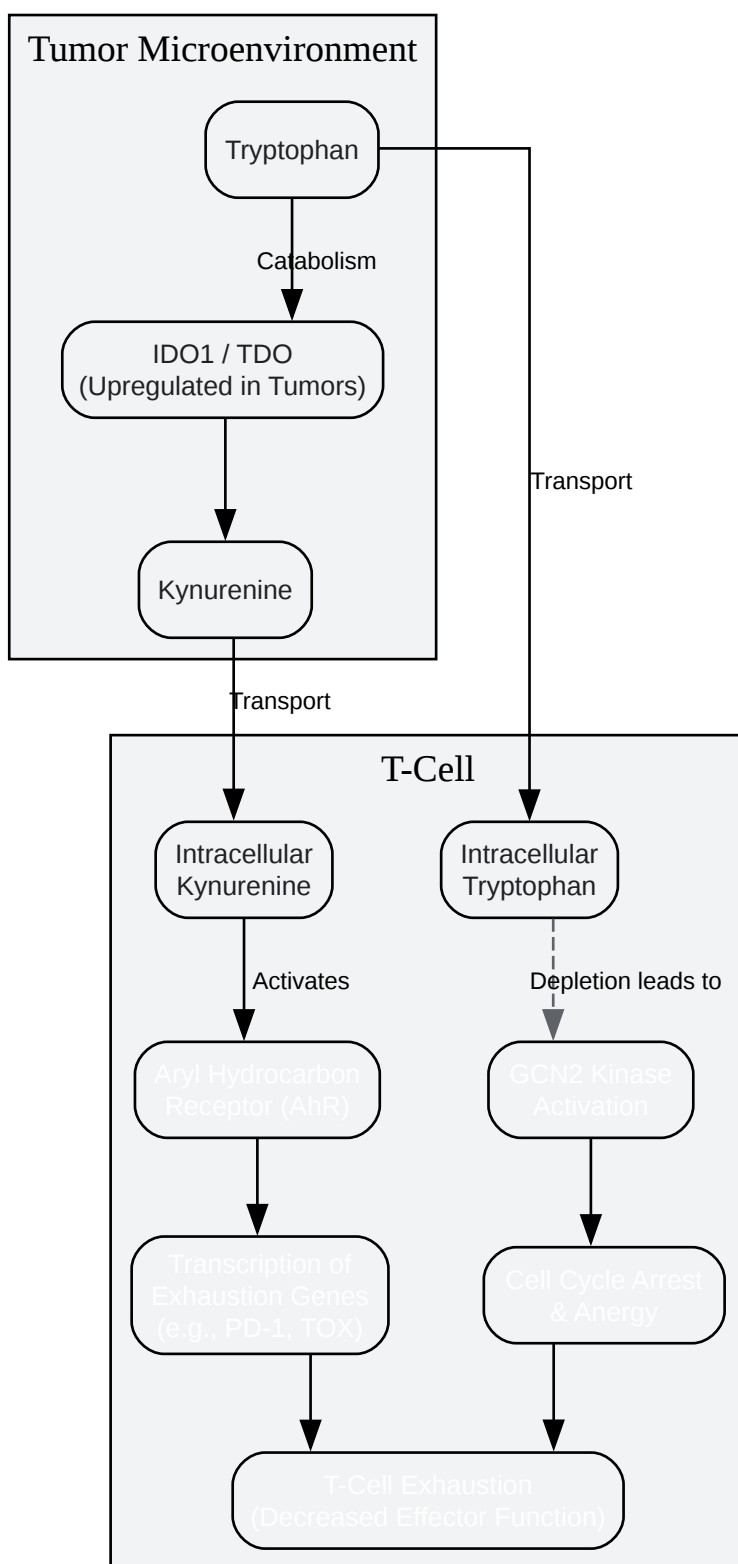 Tumor Microenvironment
Tryptophan
Catabolism
IDO1 / TDO
(Upregulated in Tumors)
Transport
Kynurenine
Transport
T-Cell
Intracellular
Kynurenine
Intracellular
Tryptophan
Activates
Depletion leads to
Aryl Hydrocarbon
Receptor (AhR)
GCN2 Kinase
Activation
Transcription of
Exhaustion Genes
(e.g., PD-1, TOX)
Cell Cycle Arrest
& Anergy
T-Cell Exhaustion
(Decreased Effector Function)